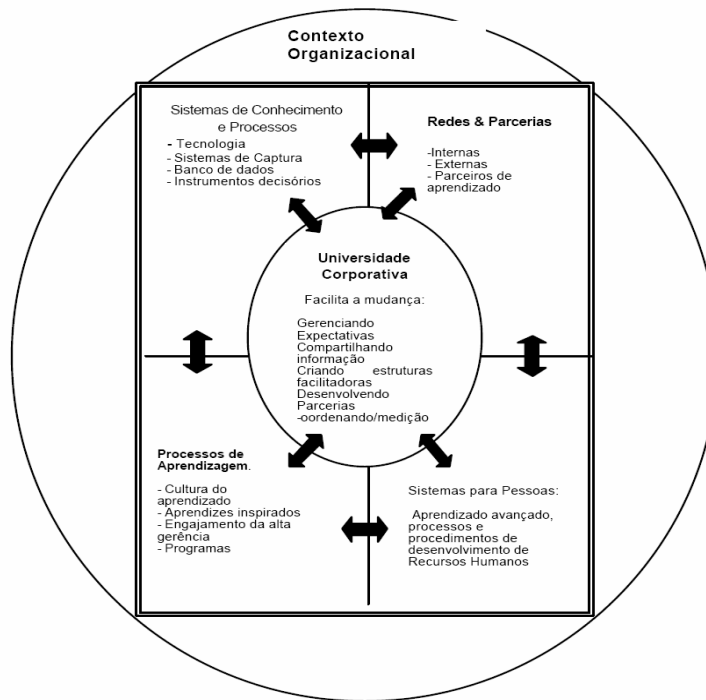 Contexto
Organizacional
Sistemas de Conhecimento
e Processos
- Tecnologia
- Sistemas de Captura
- Banco de dados
- Instrumentos decisórios
Redes & Parcerias
-Internas
- Externas
- Parceiros de
aprendizado
Universidade
Corporativa
Facilita a mudança:
Gerenciando
Expectativas
Compartilhando
informação
Criando estruturas
facilitadoras
Desenvolvendo
Parcerias
-oordenando/medição
Processos de
Aprendizagem.
- Cultura do
aprendizado
- Aprendizes inspirados
- Engajamento da alta
gerência
- Programas
Sistemas para Pessoas:
Aprendizado avançado,
processos e
procedimentos de
desenvolvimento de
Recursos Humanos